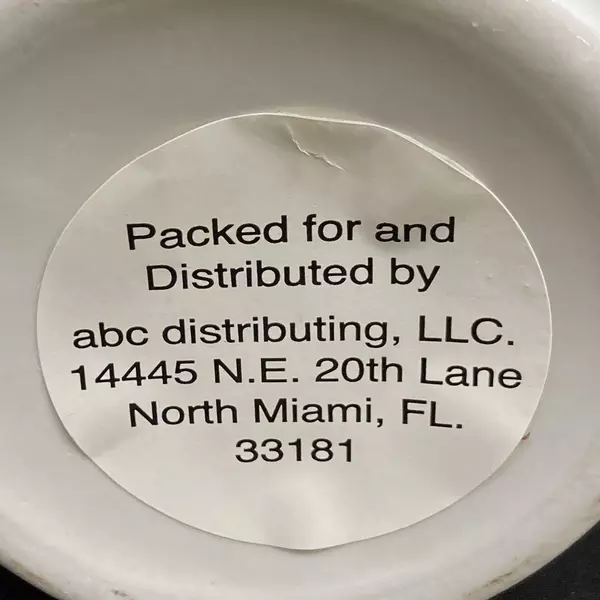 Packed for and
Distributed by
abc distributing, LLC.
14445 N.E. 20th Lane
North Miami, FL.
33181